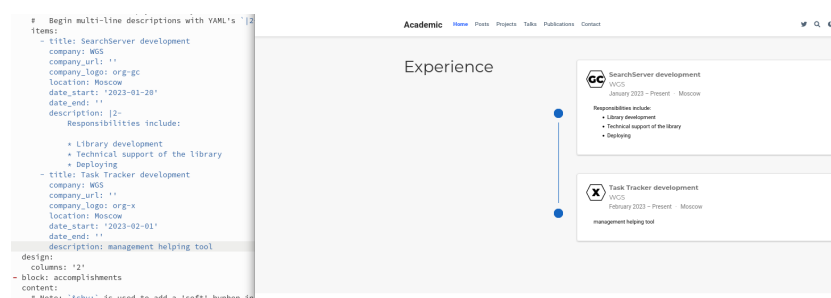 #   Begin multi-line descriptions with YAML's `|2
items:
- title: SearchServer development
company: WGS
company_url: ''
company_logo: org-gc
location: Moscow
date_start: '2023-01-20'
date_end: ''
description: |2-
Responsibilities include:
* Library development
* Technical support of the library
* Deploying
- title: Task Tracker development
company: WGS
company_url: ''
company_logo: org-x
location: Moscow
date_start: '2023-02-01'
date_end: ''
description: management helping tool
design:
columns: '2'
- block: accomplishments
content:
Academic Home Posts Projects Talks Publications Contact
Experience
GC
SearchServer development
WGS
January 2023 – Present · Moscow
Responsibilities include:
• Library development
• Technical support of the library
• Deploying
X
Task Tracker development
WGS
February 2023 – Present · Moscow
management helping tool